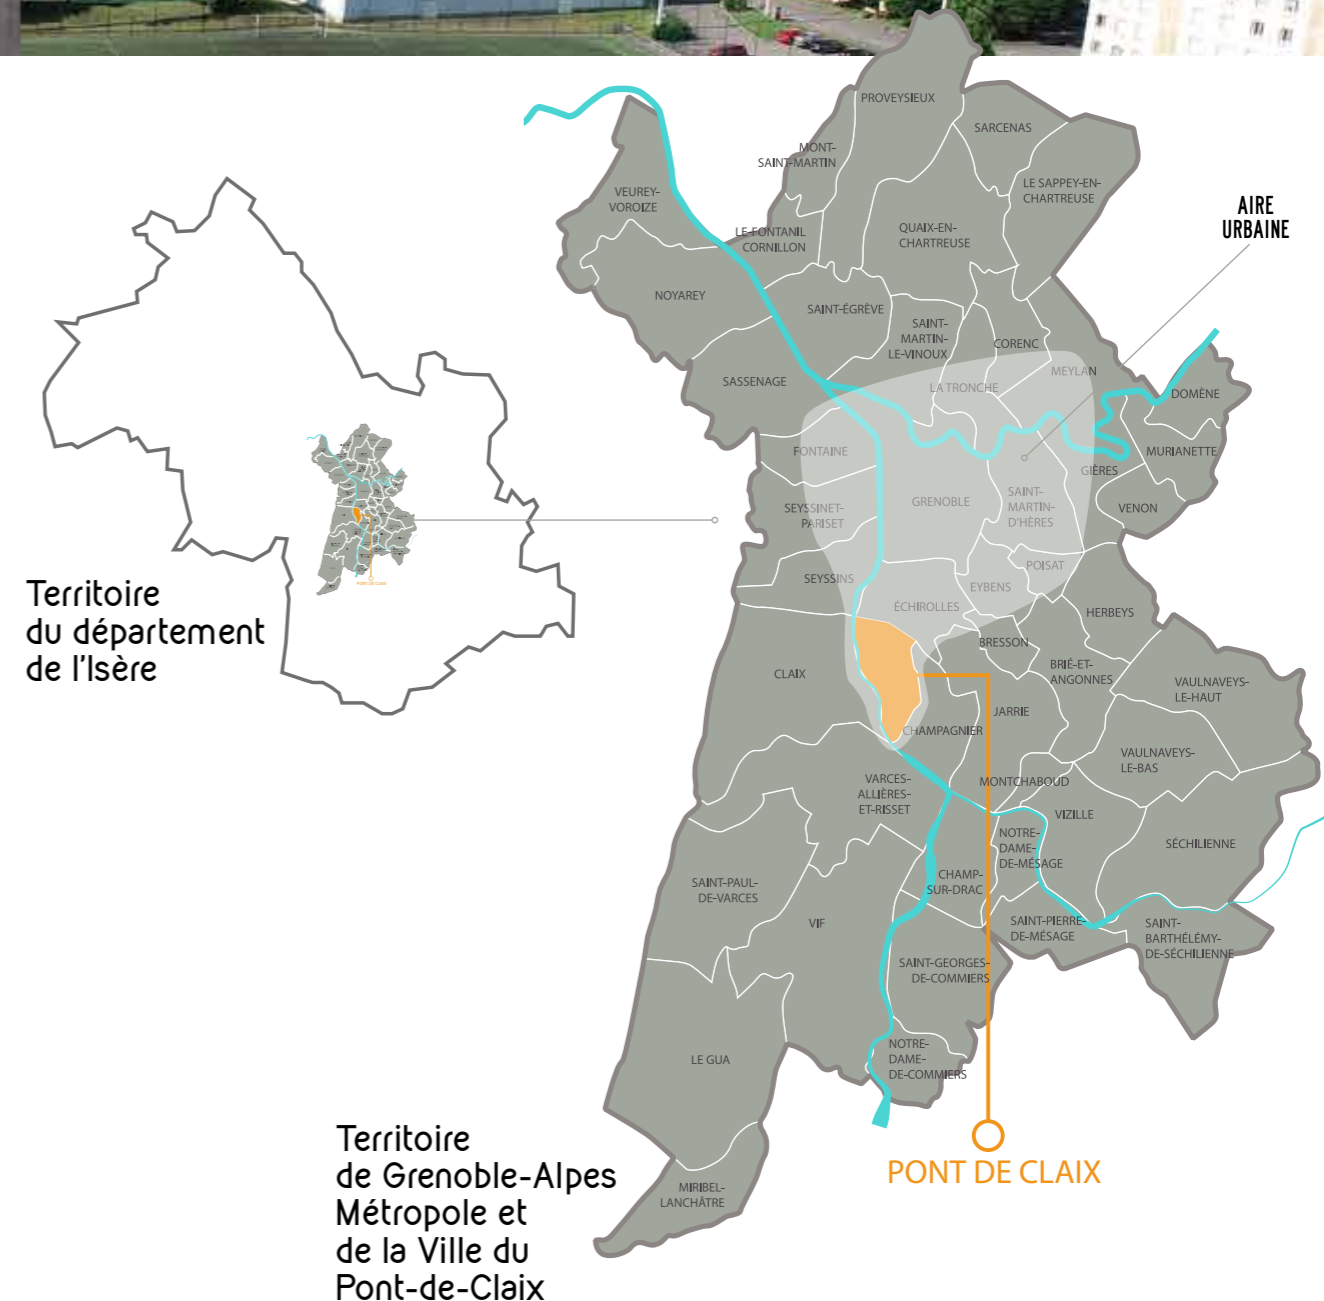 PROVEYSIEUX
SARCENAS
MONT-
SAINT-MARTIN
LE SAPPEY-EN-
CHARTREUSE
VEUREY-
VOROIZE
AIRE
URBAINE
LE-FONTANIL
CORNILLON
QUAIX-EN-
CHARTREUSE
NOYAREY
SAINT-ÉGRÈVE
SAINT-
MARTIN-
LE-VINOUX
CORENC
MEYLAN
SASSENAGE
LA TRONCHE
DOMÈNE
FONTAINE
MURIANETTE
GIÈRES
GRENOBLE
SAINT-
MARTIN-
D'HÈRES
SEYSSINET-
PARISET
VENON
POISAT
SEYSSINS
EYBENS
ÉCHIROLLES
HERBEYS
Territoire
du département
de l'Isère
BRESSON
CLAIX
BRIÉ-ET-
ANGONNES
VAULNAVEYS-
LE-HAUT
JARRIE
CHAMPAGNIER
VAULNAVEYS-
LE-BAS
VARCES-
ALLIÈRES-
ET-RISSET
MONTCHABOUD
VIZILLE
NOTRE-
DAME-
DE-MÉSAGE
SÉCHILIENNE
CHAMP-
SUR-DRAC
SAINT-PAUL-
DE-VARCES
VIF
SAINT-PIERRE-
DE-MÉSAGE
SAINT-
BARTHÉLÉMY-
DE-SÉCHILIENNE
SAINT-GEORGES-
DE-COMMIERS
NOTRE-
DAME-
DE-COMMIERS
LE GUA
PONT DE CLAIX
MIRIBEL-
LANCHÂTRE
Territoire
de Grenoble-Alpes
Métropole et
de la Ville du
Pont-de-Claix
PONT DE CLAIX